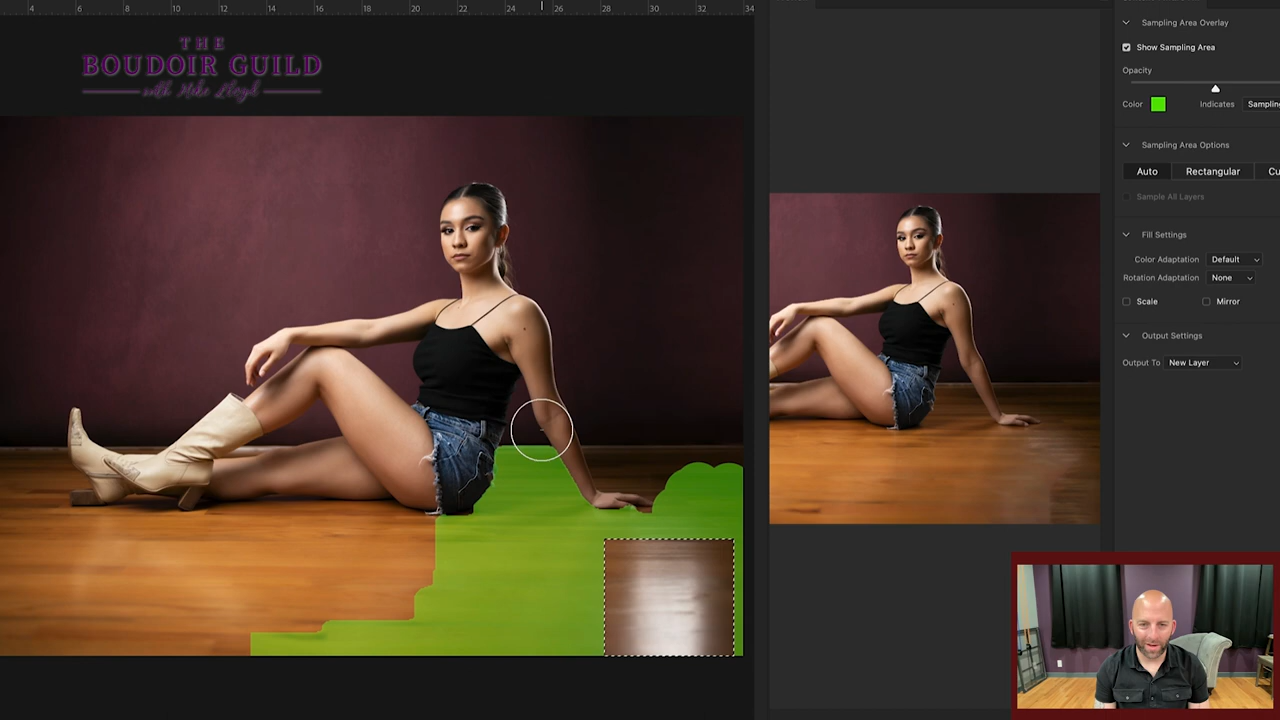 4 6 8 10 12 14 16 18 20 22 24 26 28 30 32 34
THE
BOUDOIR GUILD
with Mike Lloyd
Sampling Area Overlay
Show Sampling Area
Opacity
Color Indicates Sampling
Sampling Area Options
Auto Rectangular Cu
Sample All Layers
Fill Settings
Color Adaptation Default
Rotation Adaptation None
Scale Mirror
Output Settings
Output To New Layer